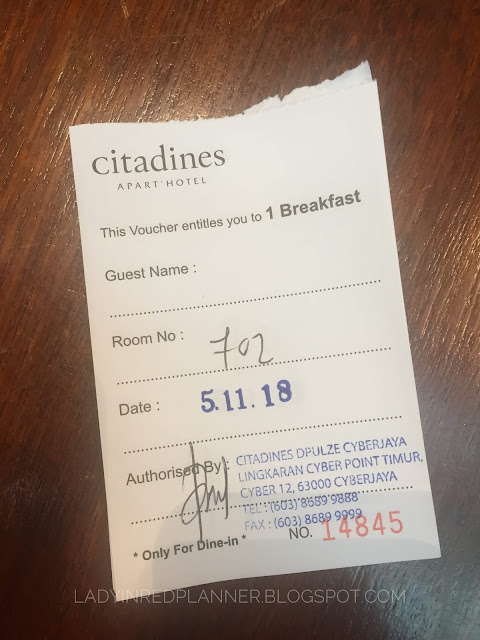 citadines
APART'HOTEL
This Voucher entitles you to 1 Breakfast
Guest Name :
Room No : 702
Date : 5.11.18
Authorised By :
CITADINES DPULZE CYBERJAYA
LINGKARAN CYBER POINT TIMUR,
CYBER 12, 63000 CYBERJAYA
TEL : (603) 8689 9888
FAX : (603) 8689 9999
* Only For Dine-in *
NO. 14845
LADYINREDPLANNER.BLOGSPOT.COM